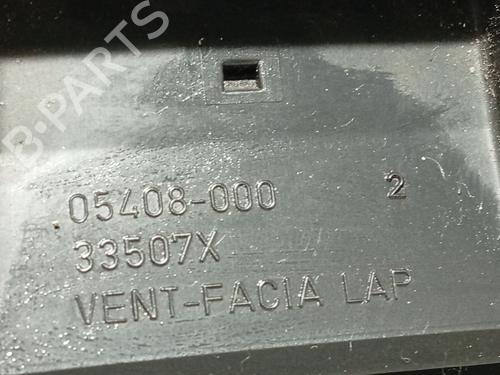 B-PARTS
05408-000 2
33507X
VENT-FACIA LAP